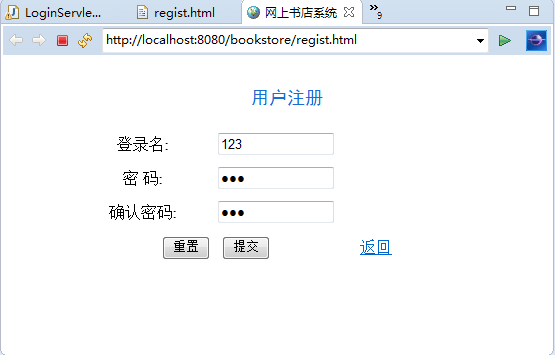 LoginServle... regist.html 网上书店系统 »9
http://localhost:8080/bookstore/regist.html
用户注册
登录名: 123
密 码: ●●●
确认密码: ●●●
重置 提交 返回